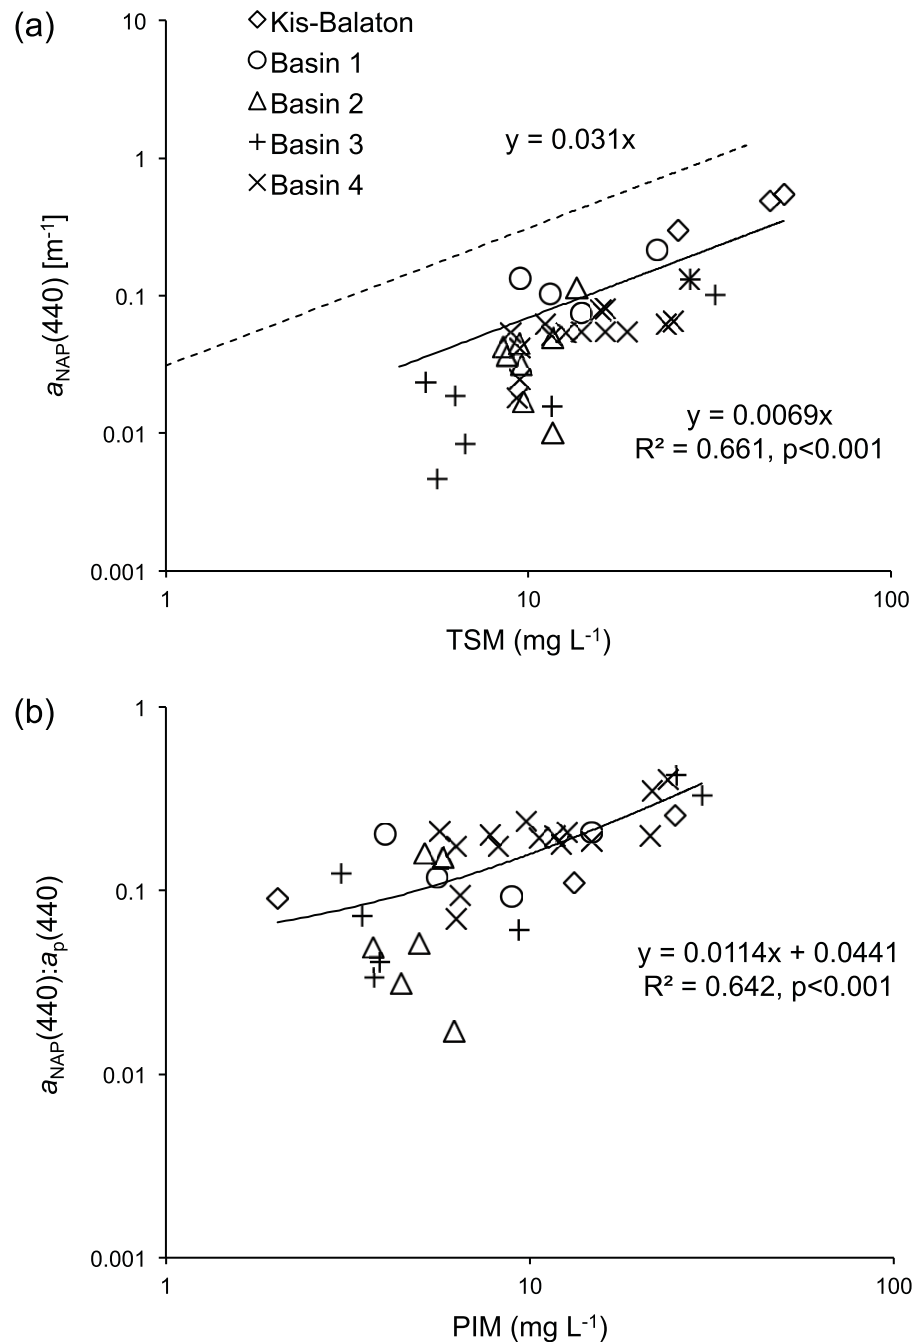 (a)
Kis-Balaton
Basin 1
Basin 2
Basin 3
Basin 4
y = 0.031x
10
1
0.1
0.01
0.001
aNAP(440) [m-1]
y = 0.0069x
R² = 0.661, p<0.001
1
10
100
TSM (mg L-1)
(b)
1
0.1
0.01
0.001
aNAP(440):ap(440)
y = 0.0114x + 0.0441
R² = 0.642, p<0.001
1
10
100
PIM (mg L-1)